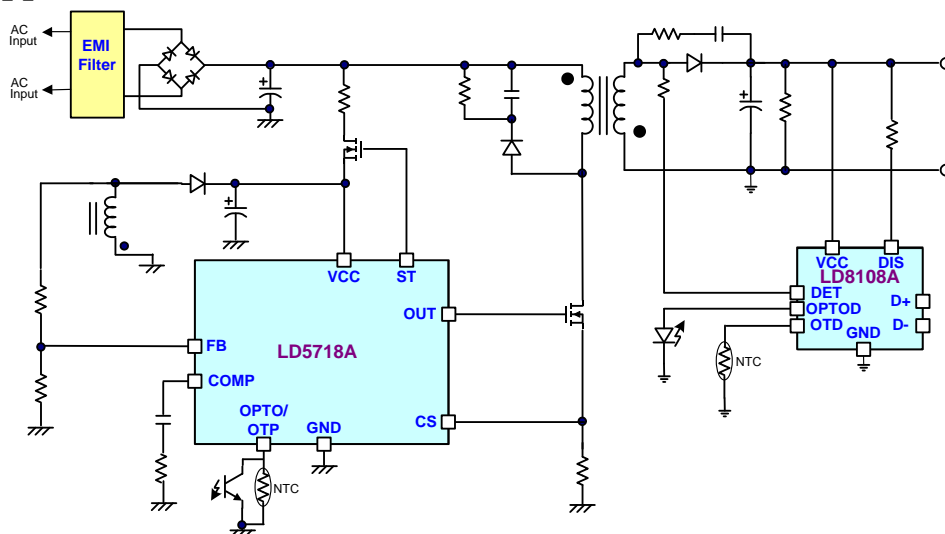 AC
Input
EMI
Filter
AC
Input
+
+
+
VCC
ST
OUT
LD5718A
FB
COMP
OPTO/
OTP
GND
CS
NTC
VCC
DIS
LD8108A
DET
OPTOD
OTD
D+
D-
GND
NTC